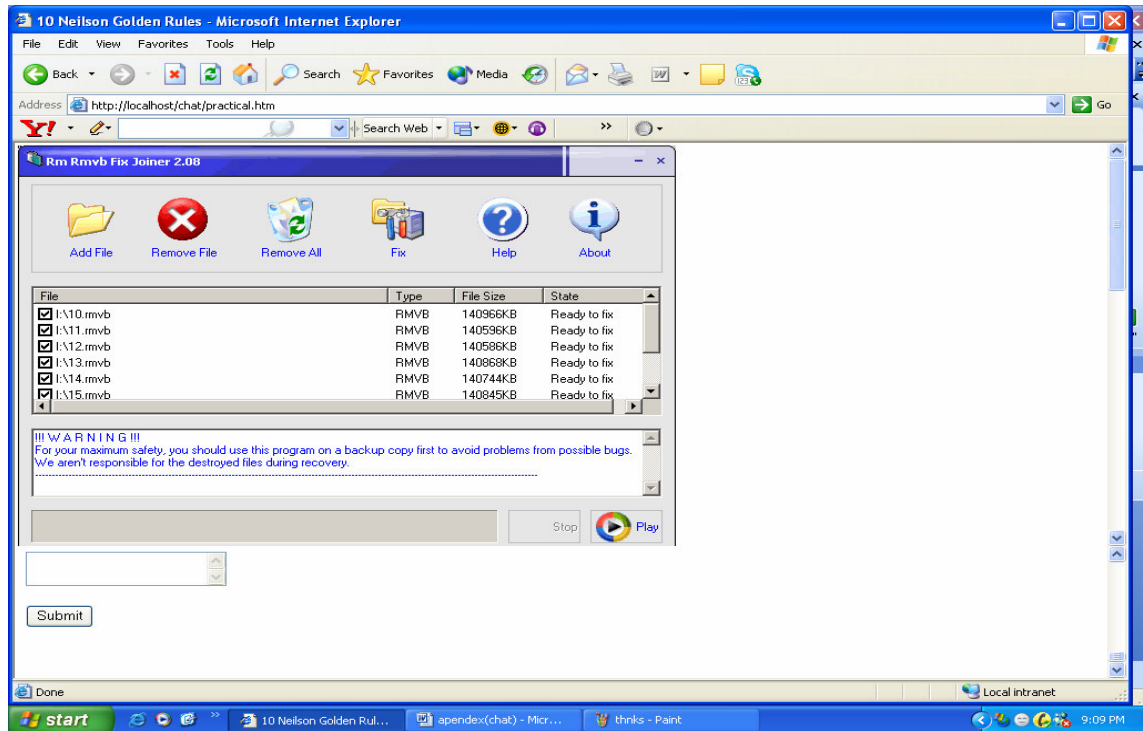 10 Neilson Golden Rules - Microsoft Internet Explorer
File Edit View Favorites Tools Help
Back Search Favorites Media
Address http://localhost/chat/practical.htm Go
Y! Search Web »
Rm Rmvb Fix Joiner 2.08
Add File Remove File Remove All Fix Help About
File Type File Size State
I:\10.rmvb RMVB 140966KB Ready to fix
I:\11.rmvb RMVB 140596KB Ready to fix
I:\12.rmvb RMVB 140586KB Ready to fix
I:\13.rmvb RMVB 140868KB Ready to fix
I:\14.rmvb RMVB 140744KB Ready to fix
I:\15.rmvb RMVB 140845KB Ready to fix
!!! W A R N I N G !!!
For your maximum safety, you should use this program on a backup copy first to avoid problems from possible bugs.
We aren't responsible for the destroyed files during recovery.
Stop Play
Submit
Done Local intranet
start » 10 Neilson Golden Rul... apendex(chat) - Micr... thnks - Paint 9:09 PM